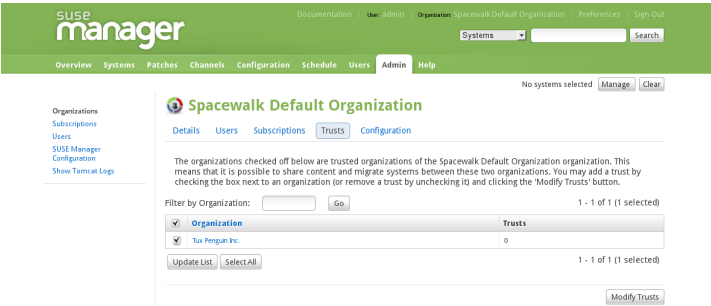 SUSE
manager
Documentation | User: admin | Organization: Spacewalk Default Organization | Preferences | Sign Out
Systems Search
Overview Systems Patches Channels Configuration Schedule Users Admin Help
No systems selected Manage Clear
Organizations
Subscriptions
Users
SUSE Manager
Configuration
Show Tomcat Logs
Spacewalk Default Organization
Details Users Subscriptions Trusts Configuration
The organizations checked off below are trusted organizations of the Spacewalk Default Organization organization. This
means that it is possible to share content and migrate systems between these two organizations. You may add a trust by
checking the box next to an organization (or remove a trust by unchecking it) and clicking the 'Modify Trusts' button.
Filter by Organization: Go 1 - 1 of 1 (1 selected)
Organization Trusts
Tux Penguin Inc. 0
Update List Select All 1 - 1 of 1 (1 selected)
Modify Trusts